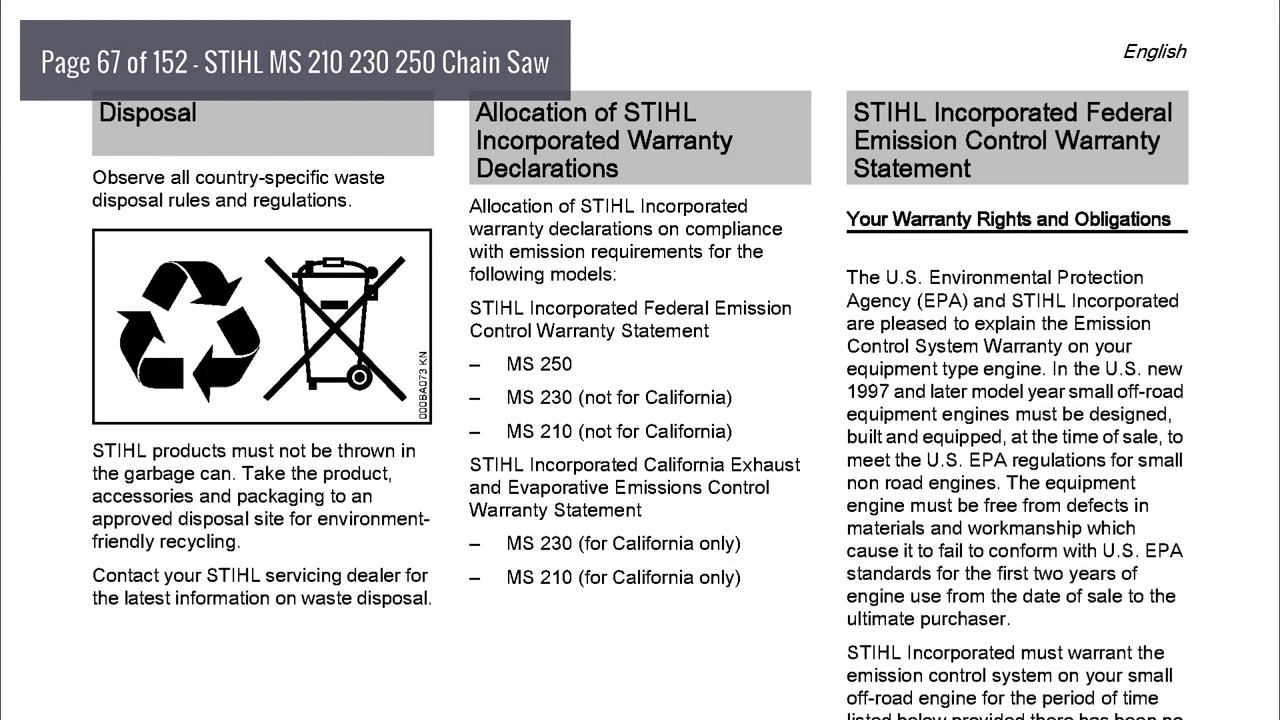 Page 67 of 152 - STIHL MS 210 230 250 Chain Saw
English
Disposal
Observe all country-specific waste
disposal rules and regulations.
000BA073 KN
STIHL products must not be thrown in
the garbage can. Take the product,
accessories and packaging to an
approved disposal site for environment-
friendly recycling.
Contact your STIHL servicing dealer for
the latest information on waste disposal.
Allocation of STIHL
Incorporated Warranty
Declarations
Allocation of STIHL Incorporated
warranty declarations on compliance
with emission requirements for the
following models:
STIHL Incorporated Federal Emission
Control Warranty Statement
– MS 250
– MS 230 (not for California)
– MS 210 (not for California)
STIHL Incorporated California Exhaust
and Evaporative Emissions Control
Warranty Statement
– MS 230 (for California only)
– MS 210 (for California only)
STIHL Incorporated Federal
Emission Control Warranty
Statement
Your Warranty Rights and Obligations
The U.S. Environmental Protection
Agency (EPA) and STIHL Incorporated
are pleased to explain the Emission
Control System Warranty on your
equipment type engine. In the U.S. new
1997 and later model year small off-road
equipment engines must be designed,
built and equipped, at the time of sale, to
meet the U.S. EPA regulations for small
non road engines. The equipment
engine must be free from defects in
materials and workmanship which
cause it to fail to conform with U.S. EPA
standards for the first two years of
engine use from the date of sale to the
ultimate purchaser.
STIHL Incorporated must warrant the
emission control system on your small
off-road engine for the period of time
listed below provided there has been no